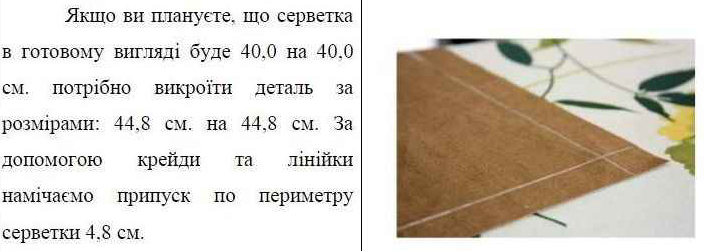 Якщо ви плануєте, що серветка
в готовому вигляді буде 40,0 на 40,0
см. потрібно викроїти деталь за
розмірами: 44,8 см. на 44,8 см. За
допомогою крейди та лінійки
намічаємо припуск по периметру
серветки 4,8 см.